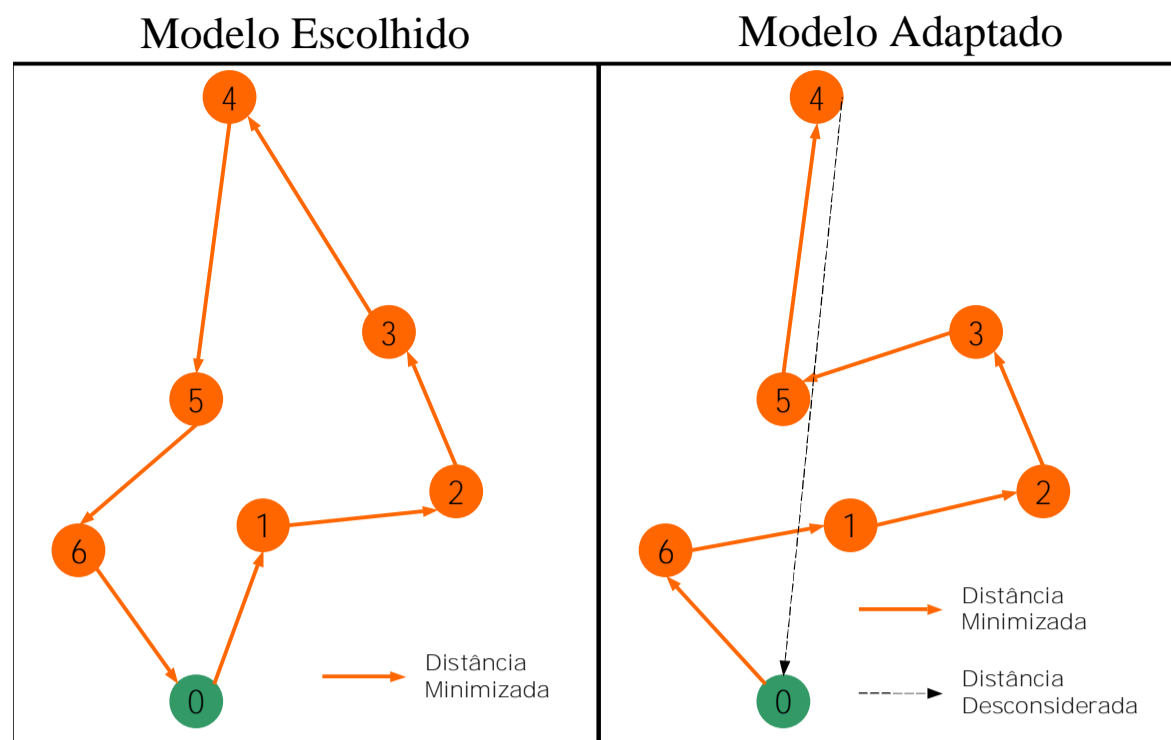 Modelo Escolhido
4
3
5
2
1
6
0
Distância
Minimizada
Modelo Adaptado
4
3
5
2
1
6
0
Distância
Minimizada
Distância
Desconsiderada